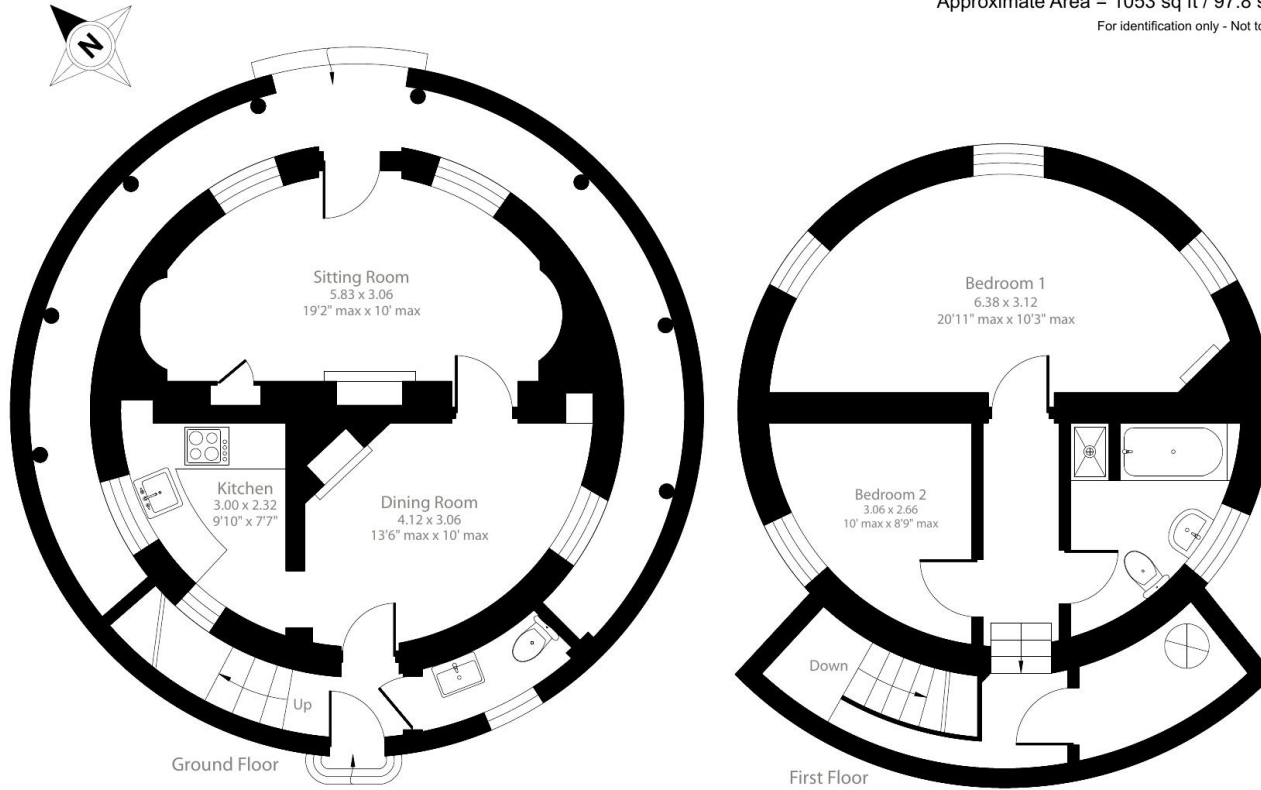 Approximate Area = 1053 sq ft / 97.8 s
For identification only - Not to
N
Sitting Room
5.83 x 3.06
19'2" max x 10' max
Kitchen
3.00 x 2.32
9'10" x 7'7"
Dining Room
4.12 x 3.06
13'6" max x 10' max
Up
Ground Floor
Bedroom 1
6.38 x 3.12
20'11" max x 10'3" max
Bedroom 2
3.06 x 2.66
10' max x 8'9" max
Down
First Floor